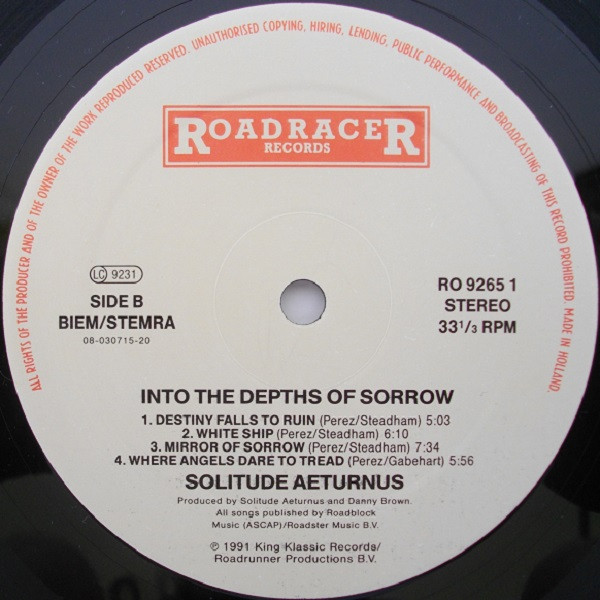 ALL RIGHTS OF THE PRODUCER AND OF THE OWNER OF THE WORK REPRODUCED RESERVED. UNAUTHORISED COPYING, HIRING, LENDING, PUBLIC PERFORMANCE AND BROADCASTING OF THIS RECORD PROHIBITED. MADE IN HOLLAND.
ROADRACER
RECORDS
LC 9231
SIDE B
BIEM/STEMRA
08-030715-20
RO 9265 1
STEREO
33 1/3 RPM
INTO THE DEPTHS OF SORROW
1. DESTINY FALLS TO RUIN (Perez/Steadham) 5:03
2. WHITE SHIP (Perez/Steadham) 6:10
3. MIRROR OF SORROW (Perez/Steadham) 7:34
4. WHERE ANGELS DARE TO TREAD (Perez/Gabehart) 5:56
SOLITUDE AETURNUS
Produced by Solitude Aeturnus and Danny Brown.
All songs published by Roadblock
Music (ASCAP)/Roadster Music B.V.
℗ 1991 King Klassic Records/
Roadrunner Productions B.V.